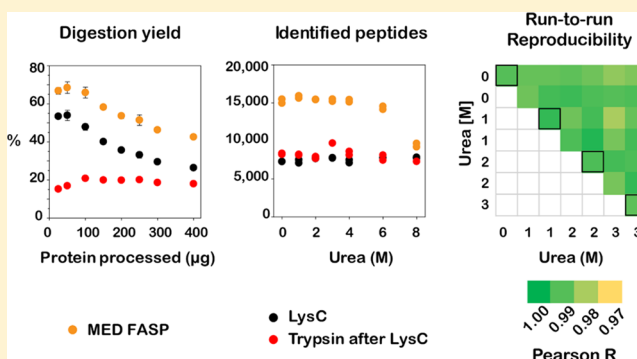 Digestion yield
80
60
40
20
0
%
0 100 200 300 400
Protein processed (µg)
Identified peptides
20,000
15,000
10,000
5,000
0
0 2 4 6 8
Urea (M)
Run-to-run
Reproducibility
Urea [M]
0
0
1
1
2
2
3
0 1 1 2 2 3
Urea (M)
MED FASP
LysC
Trypsin after LysC
1.00 0.99 0.98 0.97
Pearson R